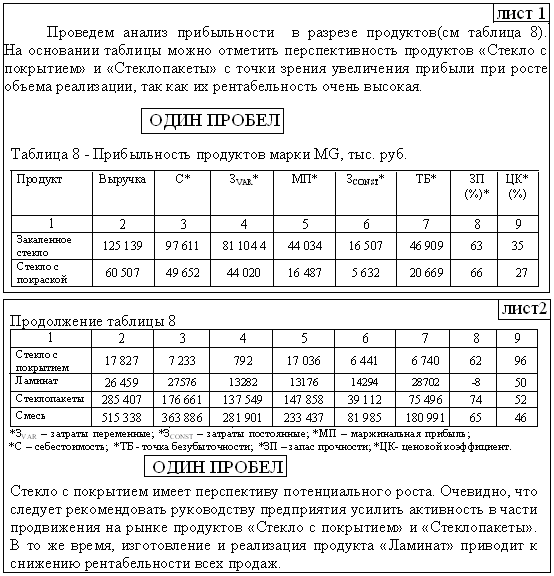 лист 1
Проведем анализ прибыльности в разрезе продуктов(см таблица 8).
На основании таблицы можно отметить перспективность продуктов «Стекло с
покрытием» и «Стеклопакеты» с точки зрения увеличения прибыли при росте
объема реализации, так как их рентабельность очень высокая.
ОДИН ПРОБЕЛ
Таблица 8 - Прибыльность продуктов марки MG, тыс. руб.
Продукт Выручка С* ЗVAR* МП* ЗCONST* ТБ* ЗП (%)* ЦК* (%)
1 2 3 4 5 6 7 8 9
Закаленное стекло 125 139 97 611 81 104 4 44 034 16 507 46 909 63 35
Стекло с покраской 60 507 49 652 44 020 16 487 5 632 20 669 66 27
лист2
Продолжение таблицы 8
1 2 3 4 5 6 7 8 9
Стекло с покрытием 17 827 7 233 792 17 036 6 441 6 740 62 96
Ламинат 26 459 27576 13282 13176 14294 28702 -8 50
Стеклопакеты 285 407 176 661 137 549 147 858 39 112 75 496 74 52
Смесь 515 338 363 886 281 901 233 437 81 985 180 991 65 46
*ЗVAR – затраты переменные; *ЗCONST – затраты постоянные; *МП – маржинальная прибыль;
*С – себестоимость; *ТБ- точка безубыточности; *ЗП –запас прочности; *ЦК- ценовой коэффициент.
ОДИН ПРОБЕЛ
Стекло с покрытием имеет перспективу потенциального роста. Очевидно, что
следует рекомендовать руководству предприятия усилить активность в части
продвижения на рынке продуктов «Стекло с покрытием» и «Стеклопакеты».
В то же время, изготовление и реализация продукта «Ламинат» приводит к
снижению рентабельности всех продаж.